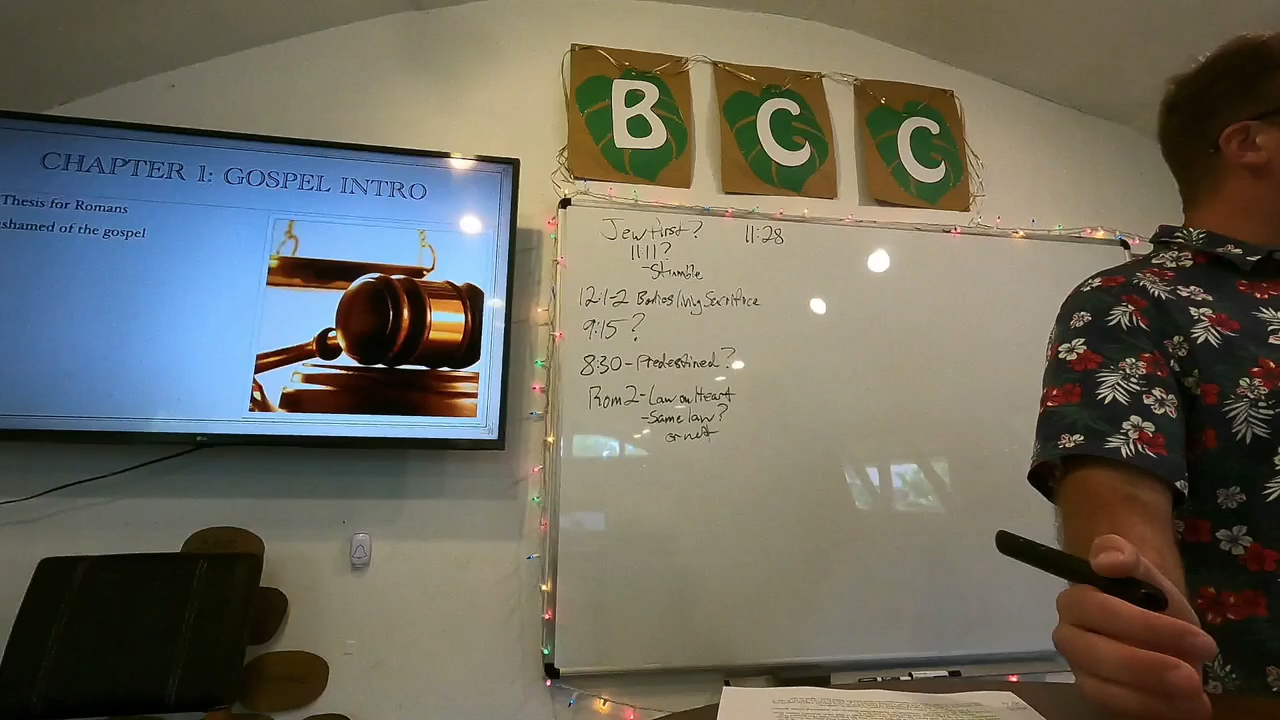 CHAPTER 1: GOSPEL INTRO
Thesis for Romans
shamed of the gospel
B C C
Jew first? 11:28
11:11?
-Stumble
12:1-2 Bodies living Sacrifice
9:15?
8:30-Predestined?
Rom 2-Law on Heart
-Same law?
or not